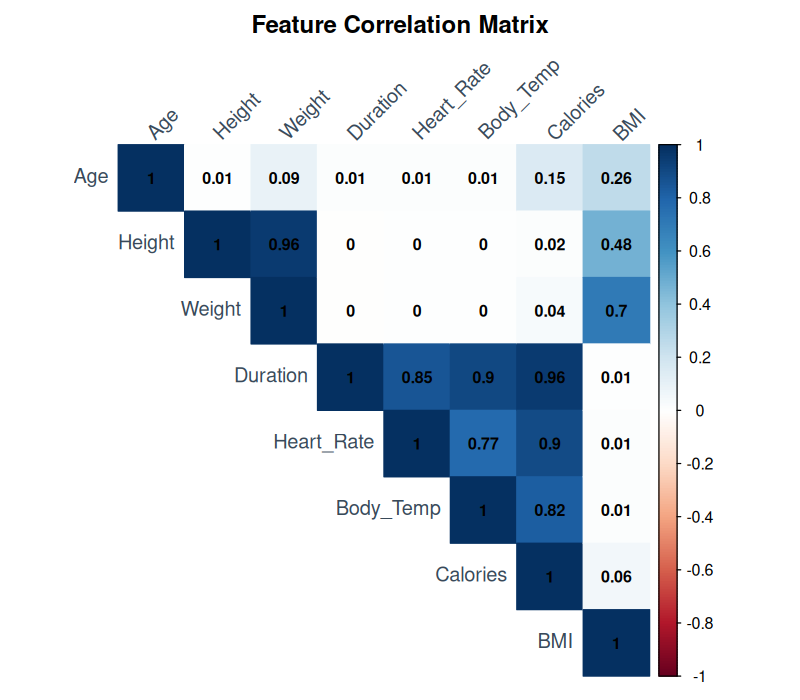 Feature Correlation Matrix
Age Height Weight Duration Heart_Rate Body_Temp Calories BMI
Age 1 0.01 0.09 0.01 0.01 0.01 0.15 0.26
Height 1 0.96 0 0 0 0.02 0.48
Weight 1 0 0 0 0.04 0.7
Duration 1 0.85 0.9 0.96 0.01
Heart_Rate 1 0.77 0.9 0.01
Body_Temp 1 0.82 0.01
Calories 1 0.06
BMI 1
1
0.8
0.6
0.4
0.2
0
-0.2
-0.4
-0.6
-0.8
-1